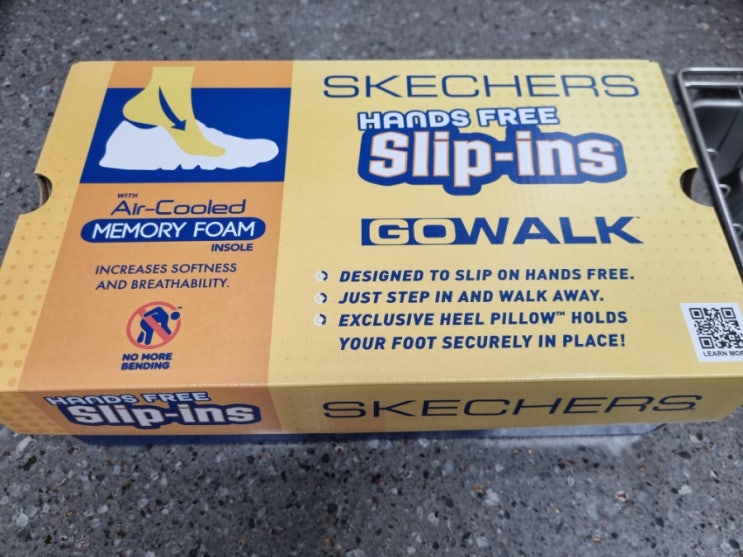 SKECHERS
HANDS FREE
Slip-ins
GOWALK
DESIGNED TO SLIP ON HANDS FREE.
JUST STEP IN AND WALK AWAY.
EXCLUSIVE HEEL PILLOW™ HOLDS
YOUR FOOT SECURELY IN PLACE!
WITH
Air-Cooled
MEMORY FOAM
INSOLE
INCREASES SOFTNESS
AND BREATHABILITY.
NO MORE
BENDING
LEARN MOR
HANDS FREE
Slip-ins
SKECHERS